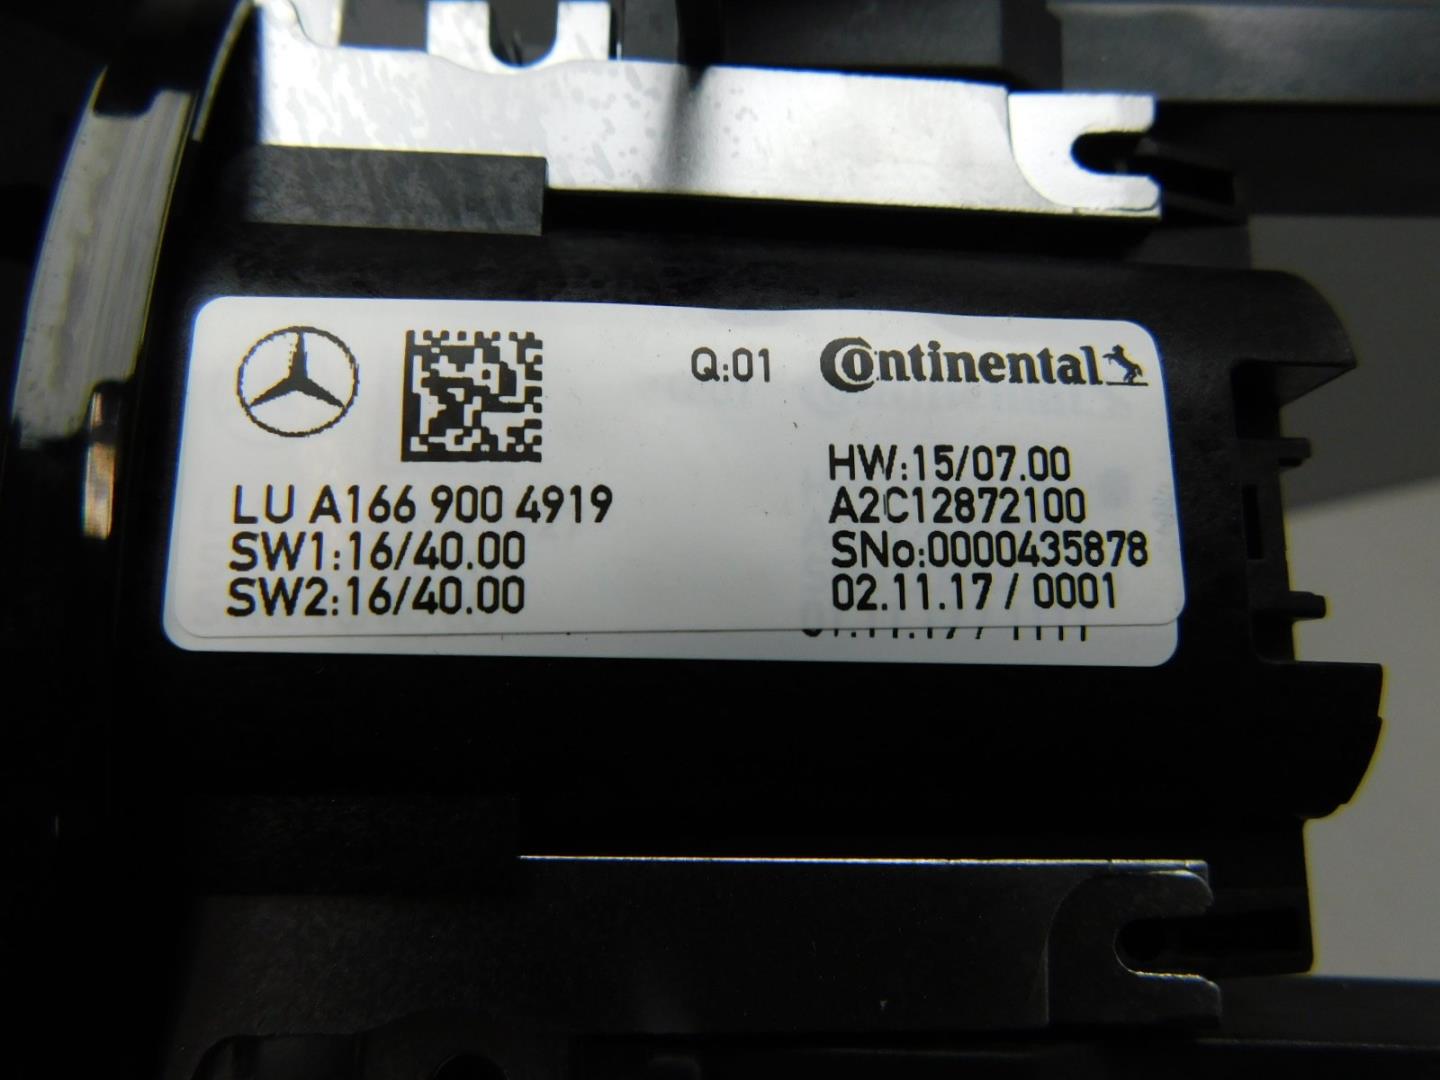 Q:01
Continental
HW:15/07.00
LU A166 900 4919
A2C12872100
SW1:16/40.00
SNo:0000435878
SW2:16/40.00
02.11.17 / 0001